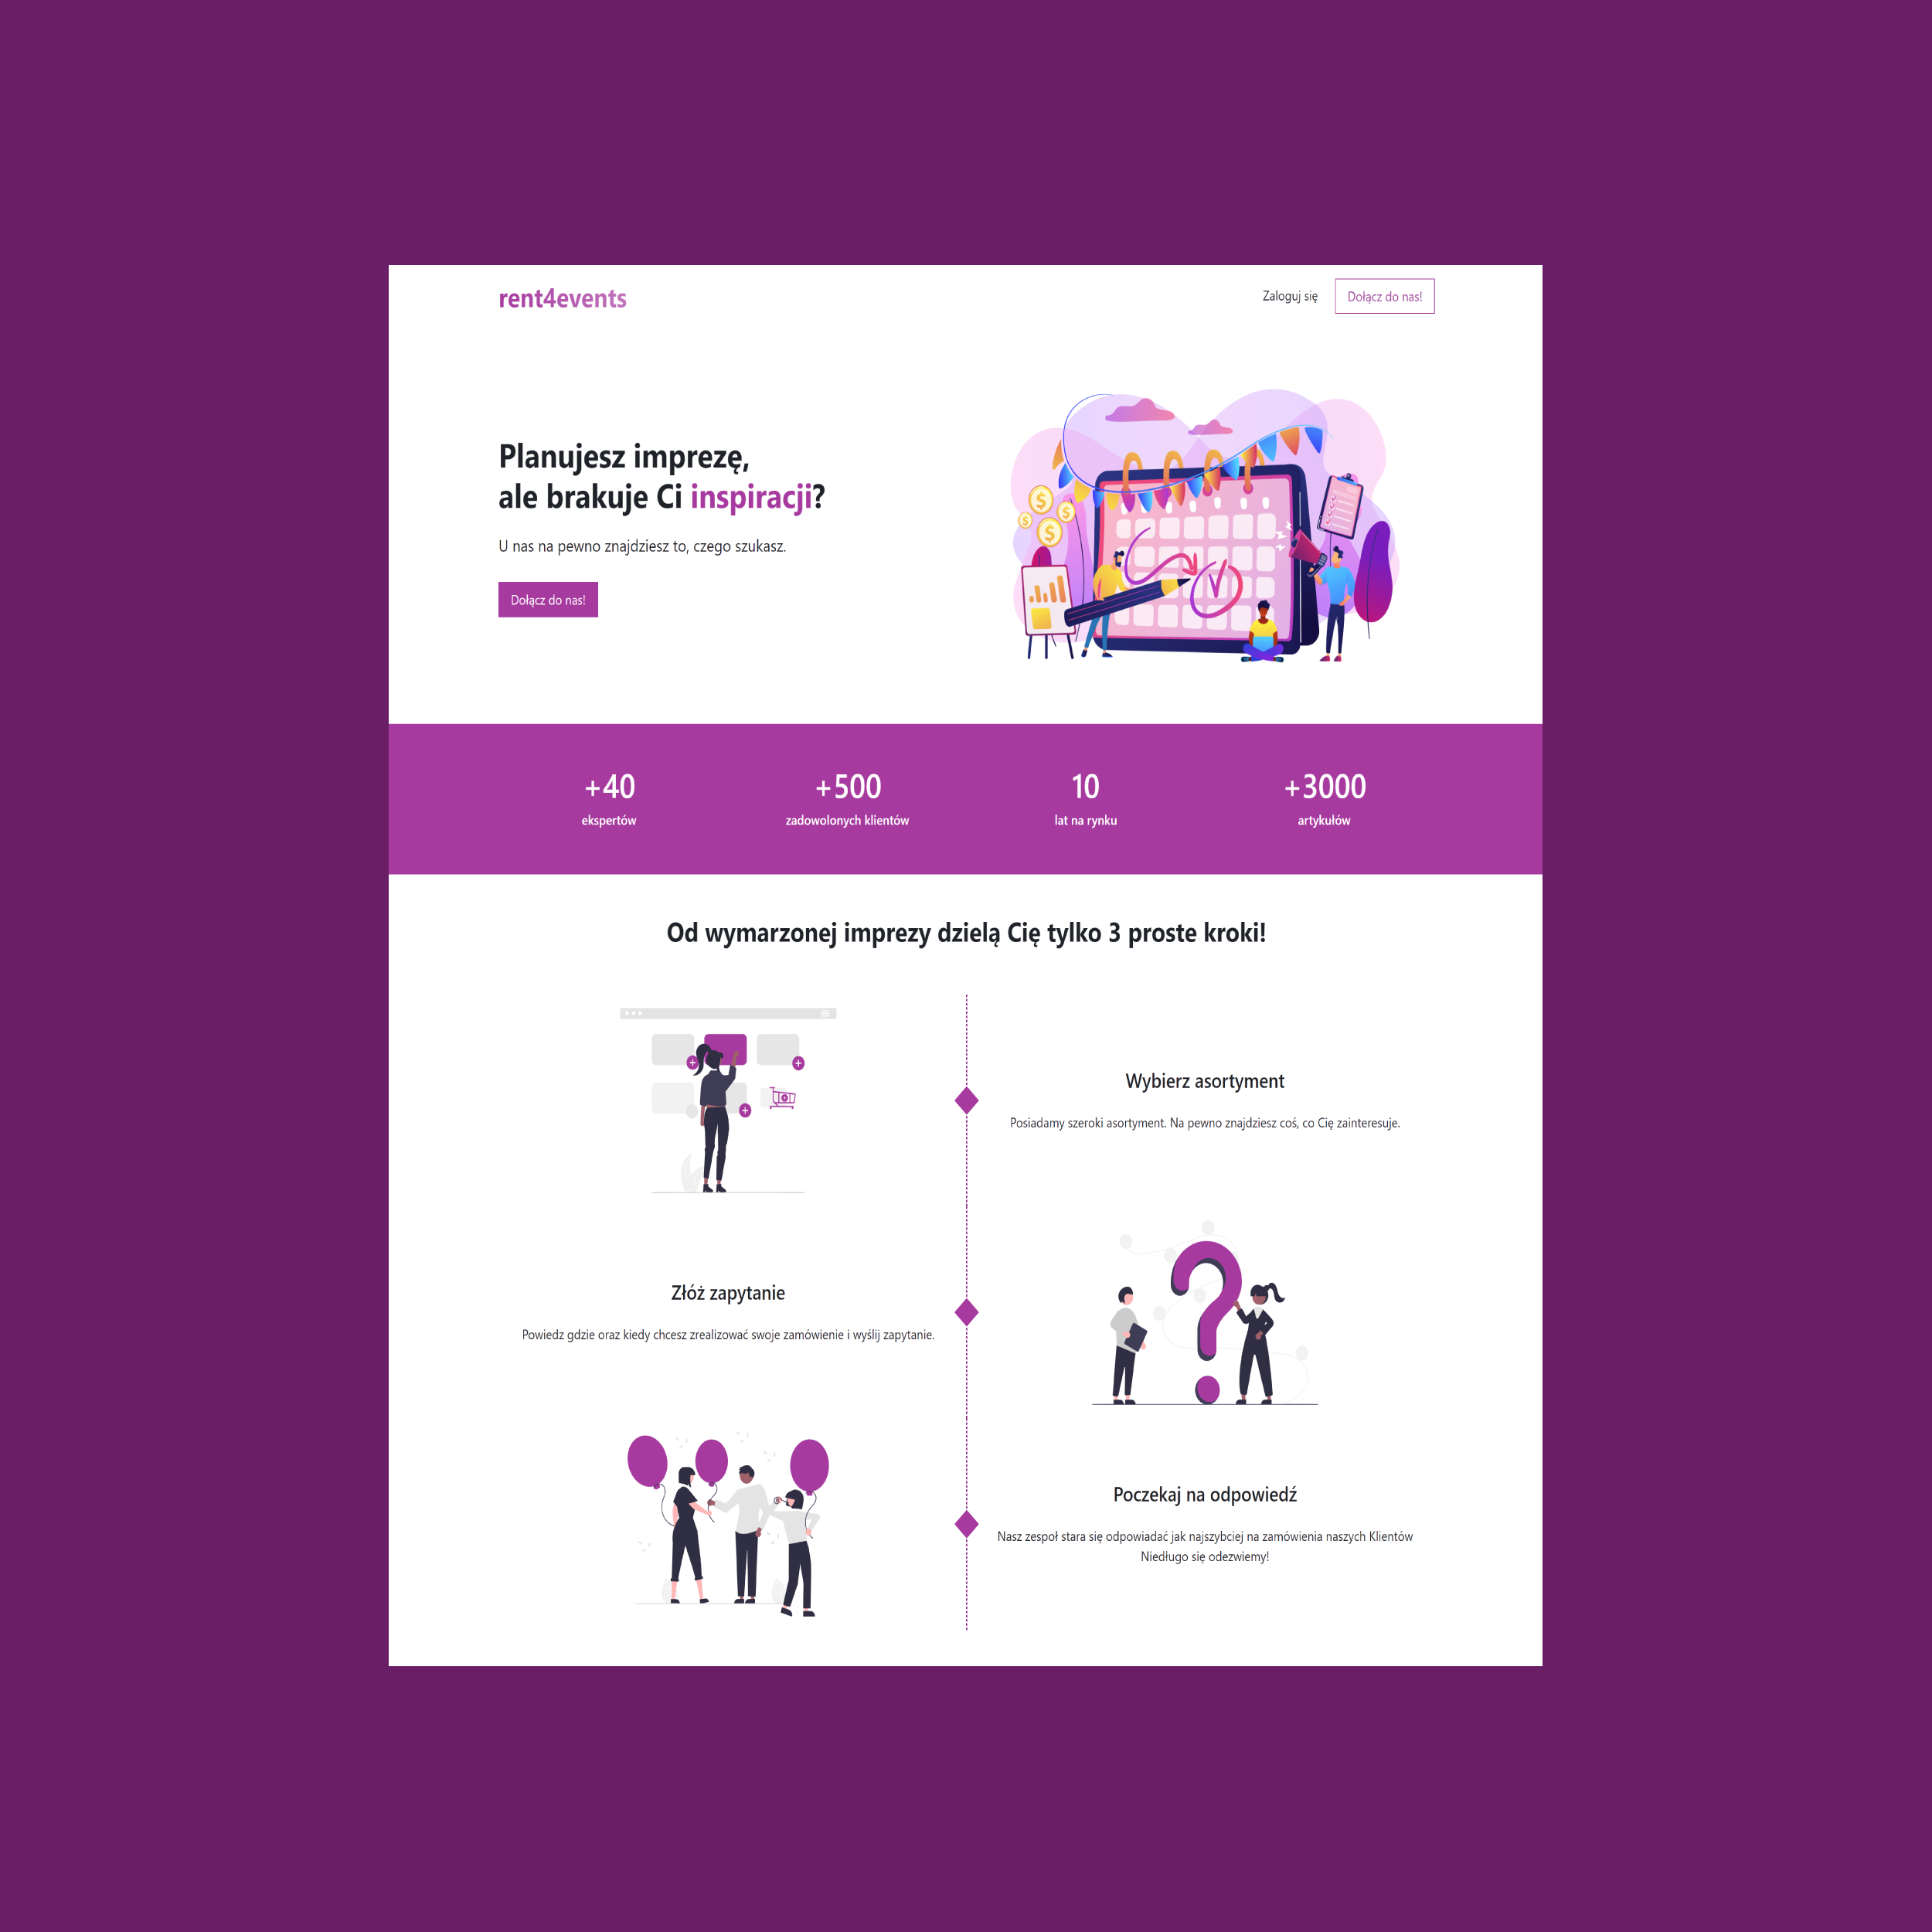 rent4events
Zaloguj się
Dołącz do nas!
Planujesz imprezę,
ale brakuje Ci inspiracji?
U nas na pewno znajdziesz to, czego szukasz.
Dołącz do nas!
+40
ekspertów
+500
zadowolonych klientów
10
lat na rynku
+3000
artykułów
Od wymarzonej imprezy dzielą Cię tylko 3 proste kroki!
Wybierz asortyment
Posiadamy szeroki asortyment. Na pewno znajdziesz coś, co Cię zainteresuje.
Złóż zapytanie
Powiedz gdzie oraz kiedy chcesz zrealizować swoje zamówienie i wyślij zapytanie.
Poczekaj na odpowiedź
Nasz zespoł stara się odpowiadać jak najszybciej na zamówienia naszych Klientów
Niedługo się odezwiemy!